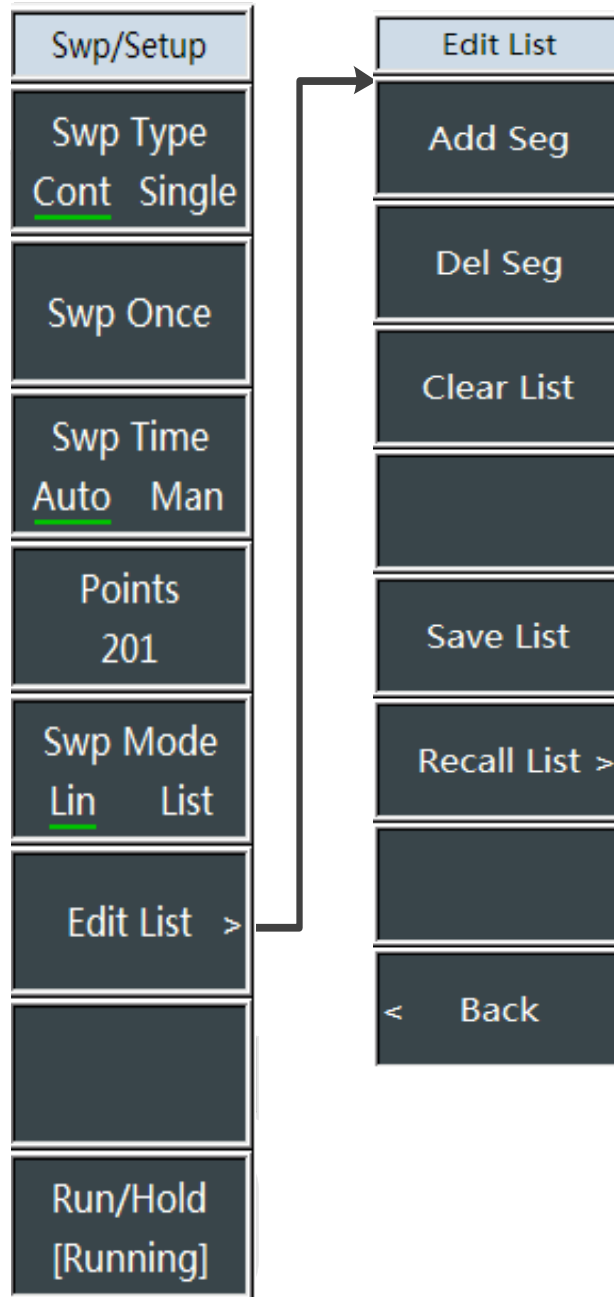 Swp/Setup
Swp Type
Cont Single
Swp Once
Swp Time
Auto Man
Points
201
Swp Mode
Lin List
Edit List >
Run/Hold
[Running]
Edit List
Add Seg
Del Seg
Clear List
Save List
Recall List >
< Back